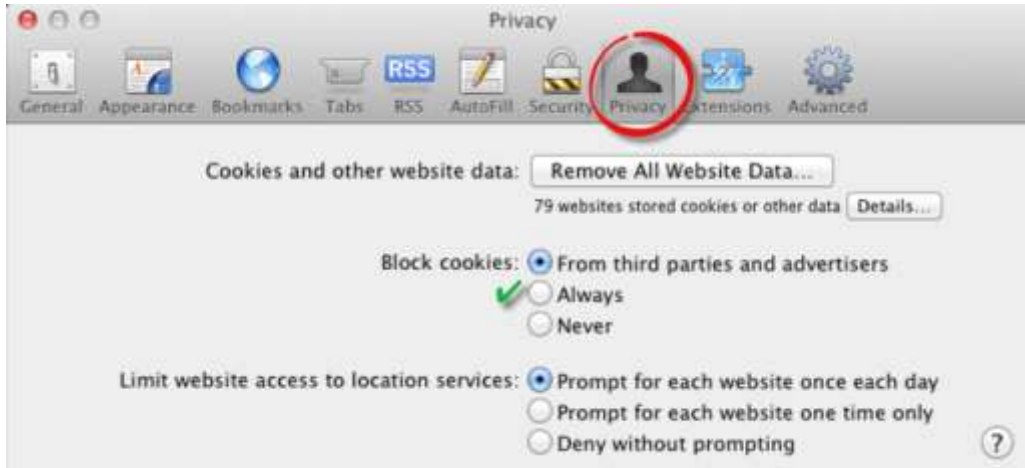 Privacy
General Appearance Bookmarks Tabs RSS AutoFill Security Privacy Extensions Advanced
RSS
Cookies and other website data: Remove All Website Data...
79 websites stored cookies or other data Details...
Block cookies: From third parties and advertisers
Always
Never
Limit website access to location services: Prompt for each website once each day
Prompt for each website one time only
Deny without prompting
?